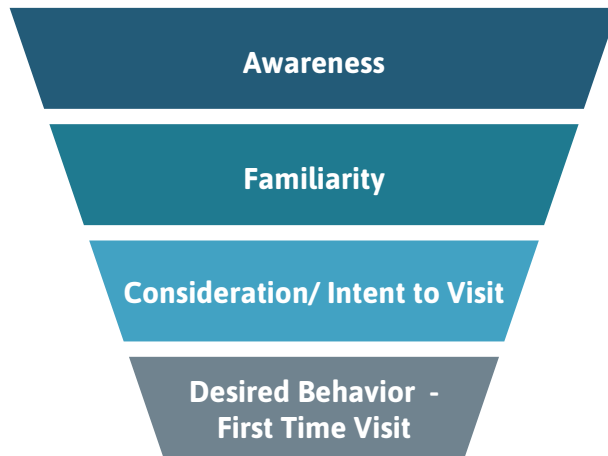 Awareness
Familiarity
Consideration/ Intent to Visit
Desired Behavior -
First Time Visit